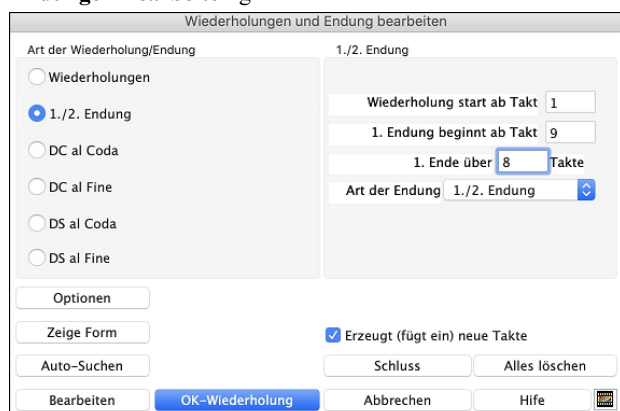 Wiederholungen und Endung bearbeiten
Art der Wiederholung/Endung
Wiederholungen
1./2. Endung
DC al Coda
DC al Fine
DS al Coda
DS al Fine
1./2. Endung
Wiederholung start ab Takt 1
1. Endung beginnt ab Takt 9
1. Ende über 8 Takte
Art der Endung 1./2. Endung
Optionen
Zeige Form
Erzeugt (fügt ein) neue Takte
Auto-Suchen
Schluss
Alles löschen
Bearbeiten
OK-Wiederholung
Abbrechen
Hife